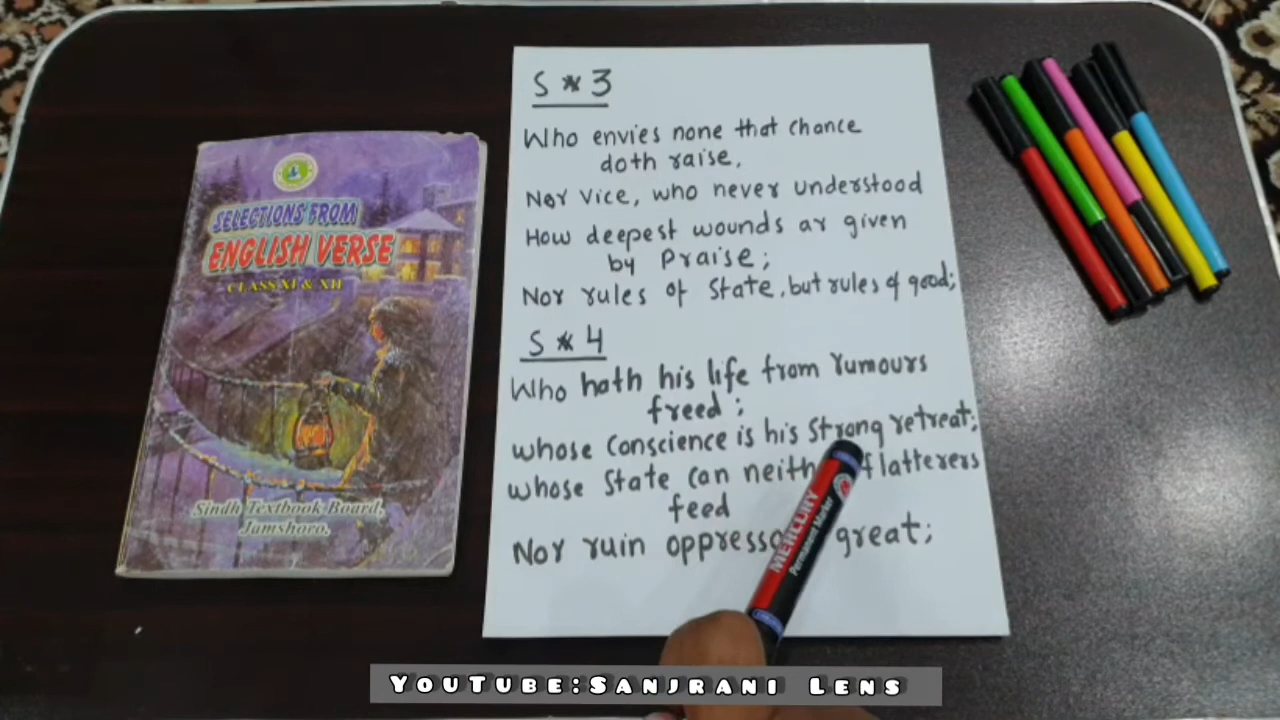 SELECTIONS FROM
ENGLISH VERSE
CLASS XI & XII
Sindh Textbook Board,
Jamshoro.
S * 3
Who envies none that chance
doth raise,
Nor vice, who never understood
How deepest wounds ar given
by Praise;
Nor rules of State, but rules of good;
S * 4
Who hath his life from rumours
freed;
whose Conscience is his Strong retreat;
whose State can neith flatterers
feed
Nor ruin oppresso great;
MERCURY
Permanent Marker
YouTube:Sanjrani Lens